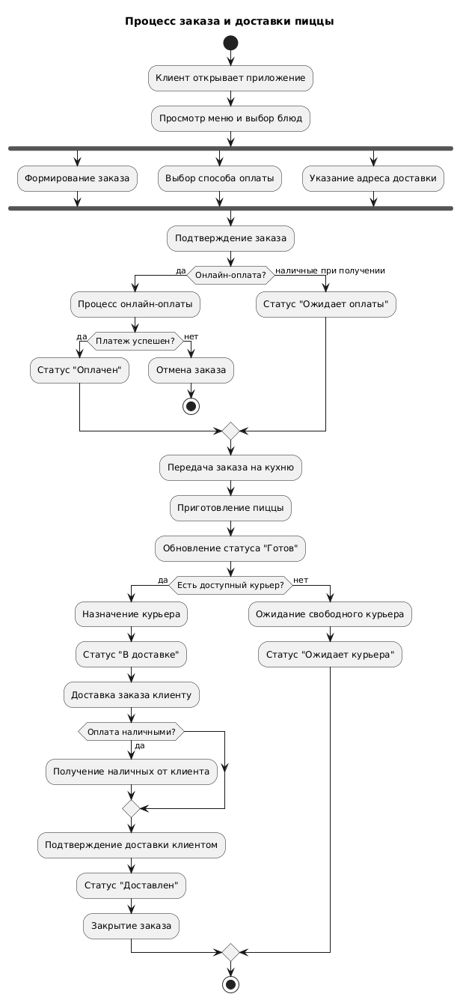 Процесс заказа и доставки пиццы
Клиент открывает приложение
Просмотр меню и выбор блюд
Формирование заказа
Выбор способа оплаты
Указание адреса доставки
Подтверждение заказа
Онлайн-оплата?
да
наличные при получении
Процесс онлайн-оплаты
Статус "Ожидает оплаты"
Платеж успешен?
да
нет
Статус "Оплачен"
Отмена заказа
Передача заказа на кухню
Приготовление пиццы
Обновление статуса "Готов"
Есть доступный курьер?
да
нет
Назначение курьера
Ожидание свободного курьера
Статус "В доставке"
Статус "Ожидает курьера"
Доставка заказа клиенту
Оплата наличными?
да
Получение наличных от клиента
Подтверждение доставки клиентом
Статус "Доставлен"
Закрытие заказа